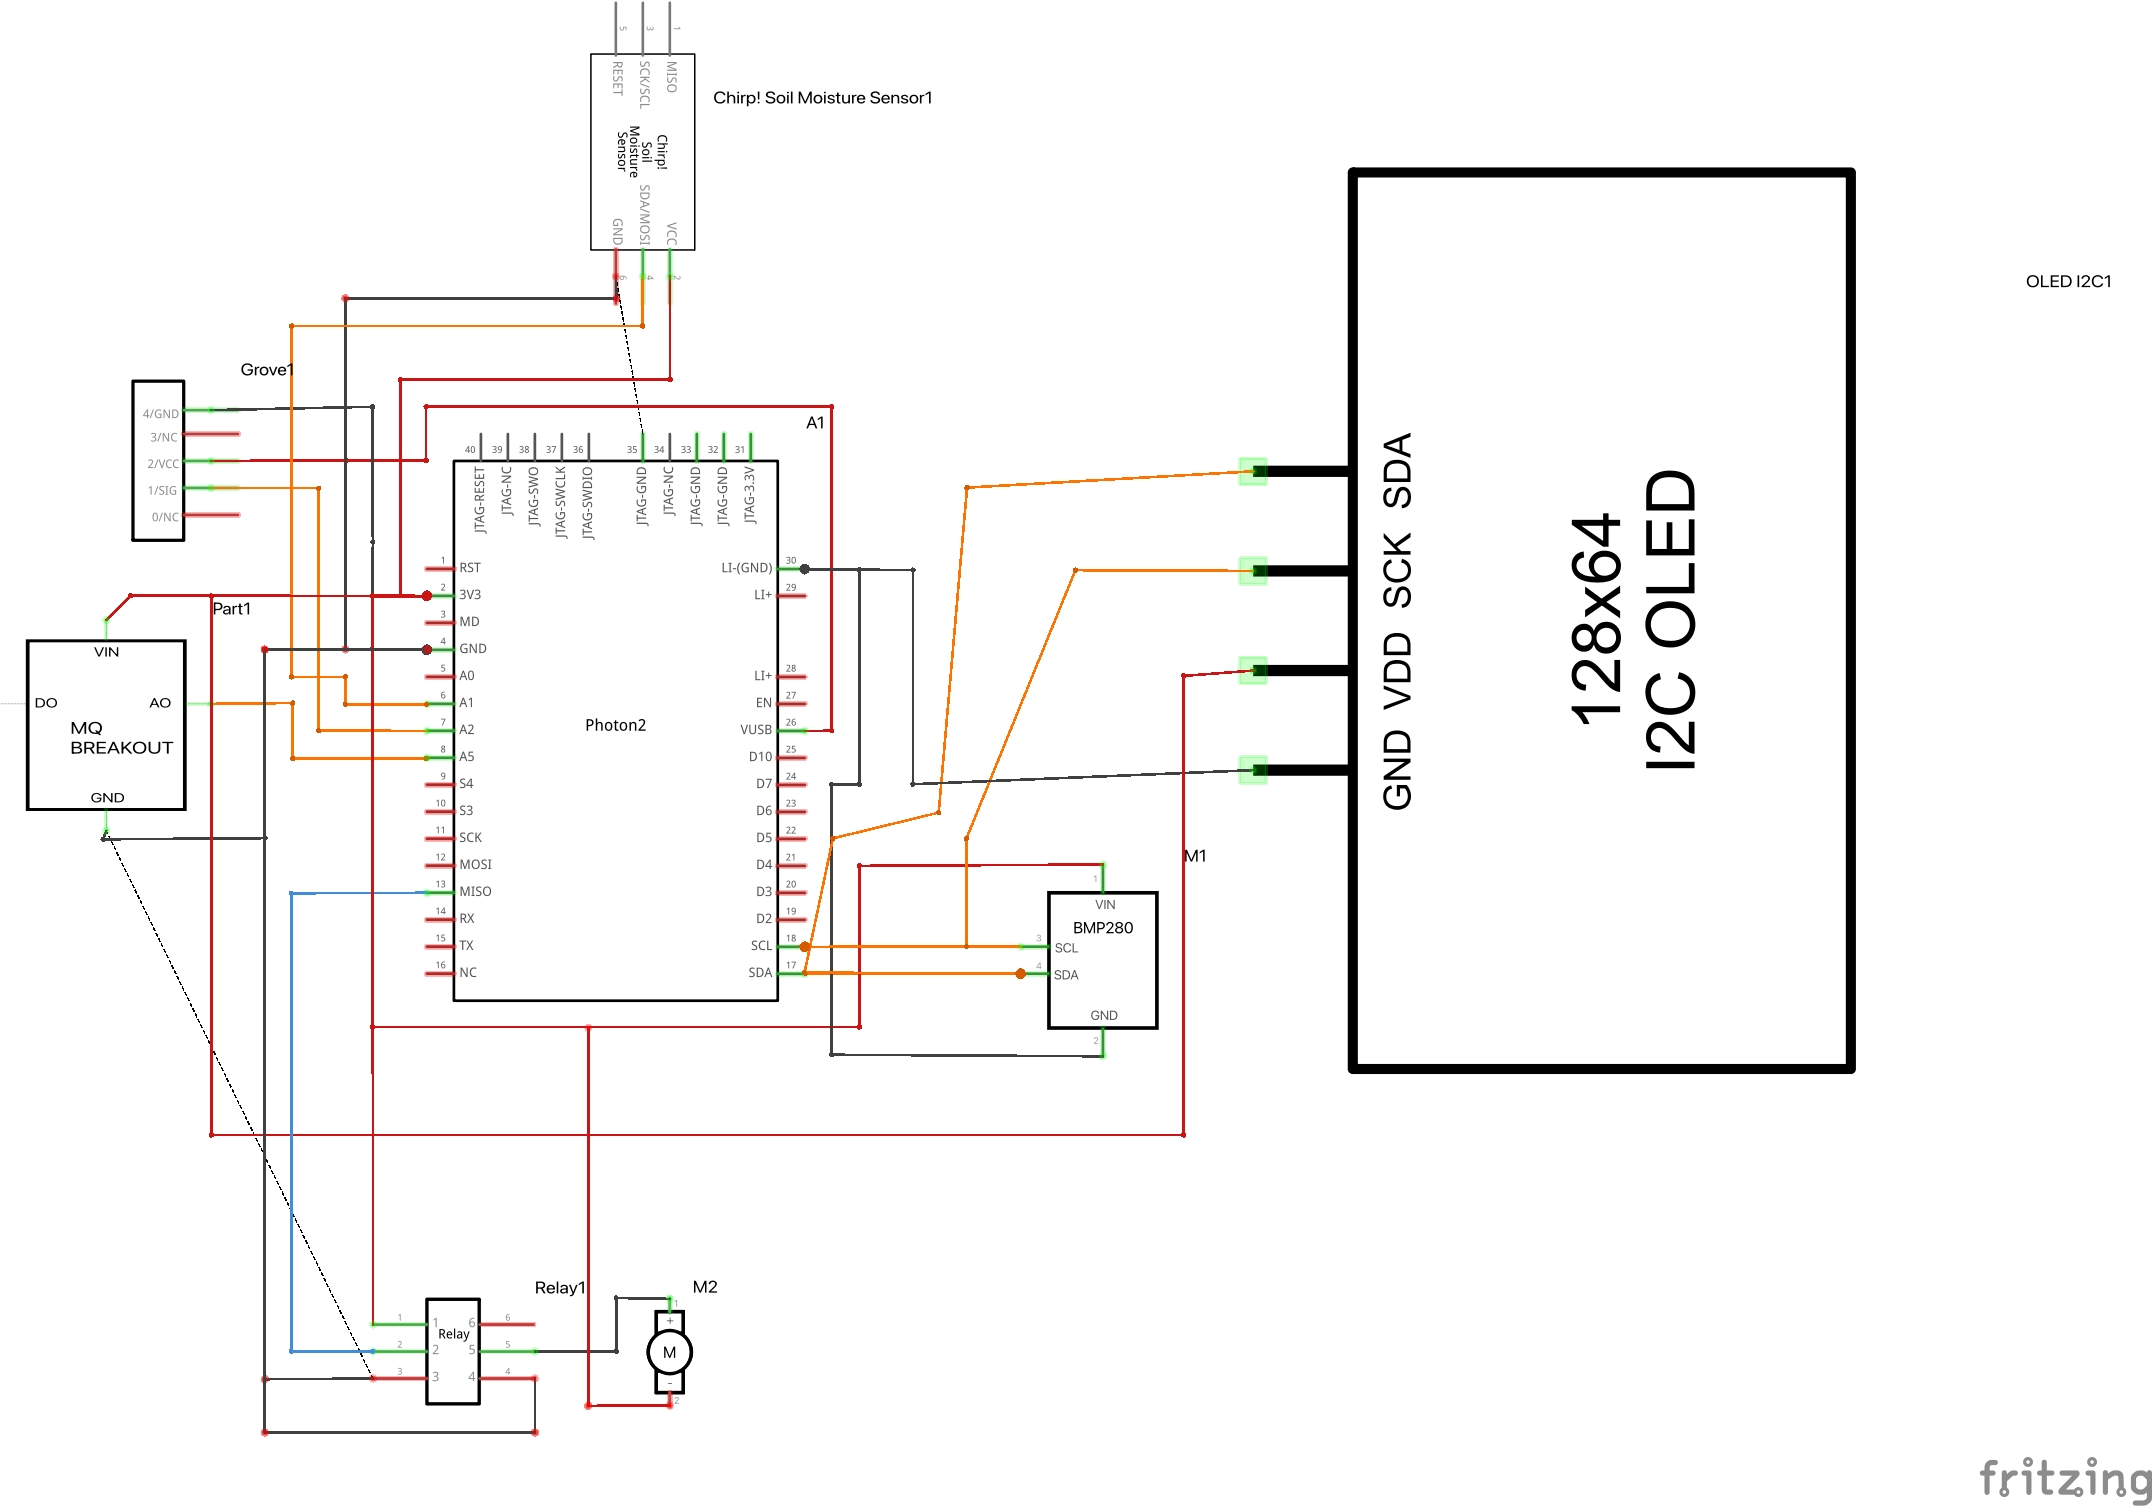 5
3
1
RESET
SCK/SCL
MISO
Chirp! Soil Moisture Sensor1
Chirp!
Soil
Moisture
Sensor
GND
SDA/MOSI
VCC
6
4
2
OLED I2C1
Grove1
4/GND
3/NC
2/VCC
1/SIG
0/NC
A1
40
39
38
37
36
35
34
33
32
31
JTAG-RESET
JTAG-NC
JTAG-SWO
JTAG-SWCLK
JTAG-SWDIO
JTAG-GND
JTAG-NC
JTAG-GND
JTAG-GND
JTAG-3.3V
1 RST
2 3V3
3 MD
4 GND
5 A0
6 A1
7 A2
8 A5
9 S4
10 S3
11 SCK
12 MOSI
13 MISO
14 RX
15 TX
16 NC
Photon2
LI-(GND) 30
LI+ 29
LI+ 28
EN 27
VUSB 26
D10 25
D7 24
D6 23
D5 22
D4 21
D3 20
D2 19
SCL 18
SDA 17
Part1
VIN
DO
AO
MQ
BREAKOUT
GND
GND VDD SCK SDA
128x64
I2C OLED
M1
1
VIN
BMP280
3 SCL
4 SDA
GND
2
Relay1
1 1
2 2
3 3
Relay
6 6
5 5
4 4
M2
1
+
M
-
2
fritzing